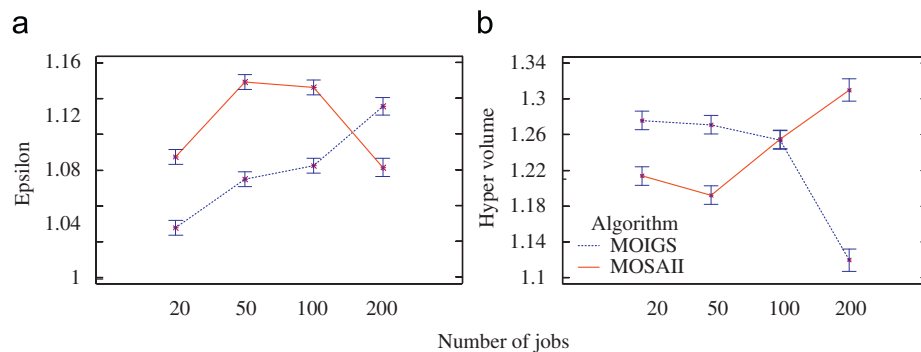 a
1.16
1.12
1.08
1.04
1
Epsilon
20 50 100 200
b
1.34
1.3
1.26
1.22
1.18
1.14
1.1
Hyper volume
Algorithm
MOIGS
MOSAII
20 50 100 200
Number of jobs